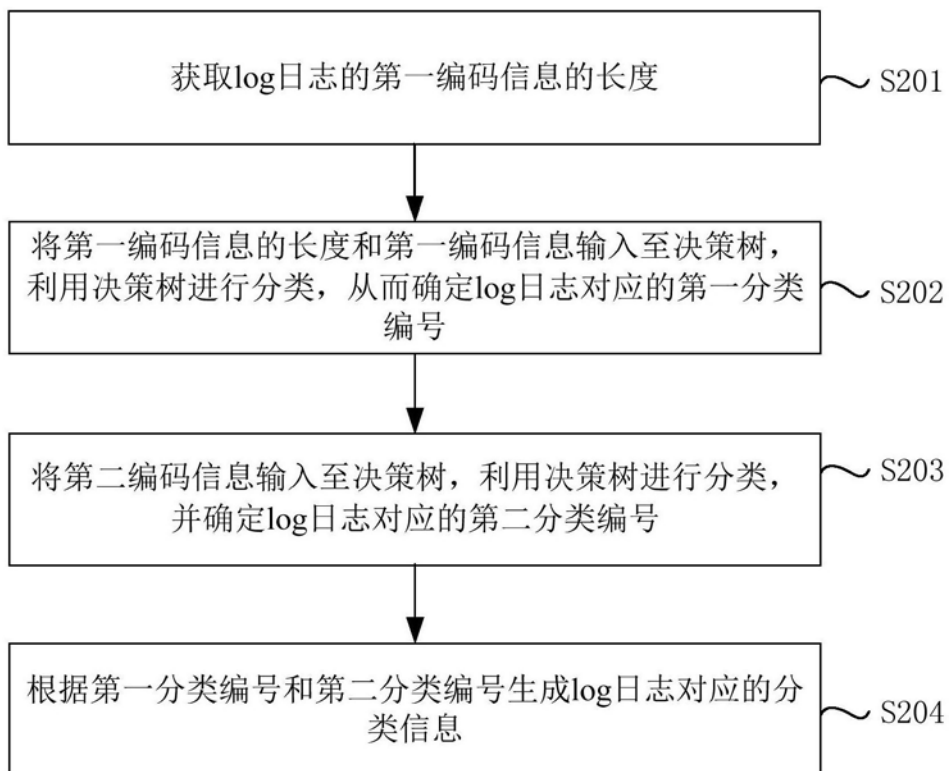 获取log日志的第一编码信息的长度
S201
将第一编码信息的长度和第一编码信息输入至决策树，
利用决策树进行分类，从而确定log日志对应的第一分类
编号
S202
将第二编码信息输入至决策树，利用决策树进行分类，
并确定log日志对应的第二分类编号
S203
根据第一分类编号和第二分类编号生成log日志对应的分
类信息
S204